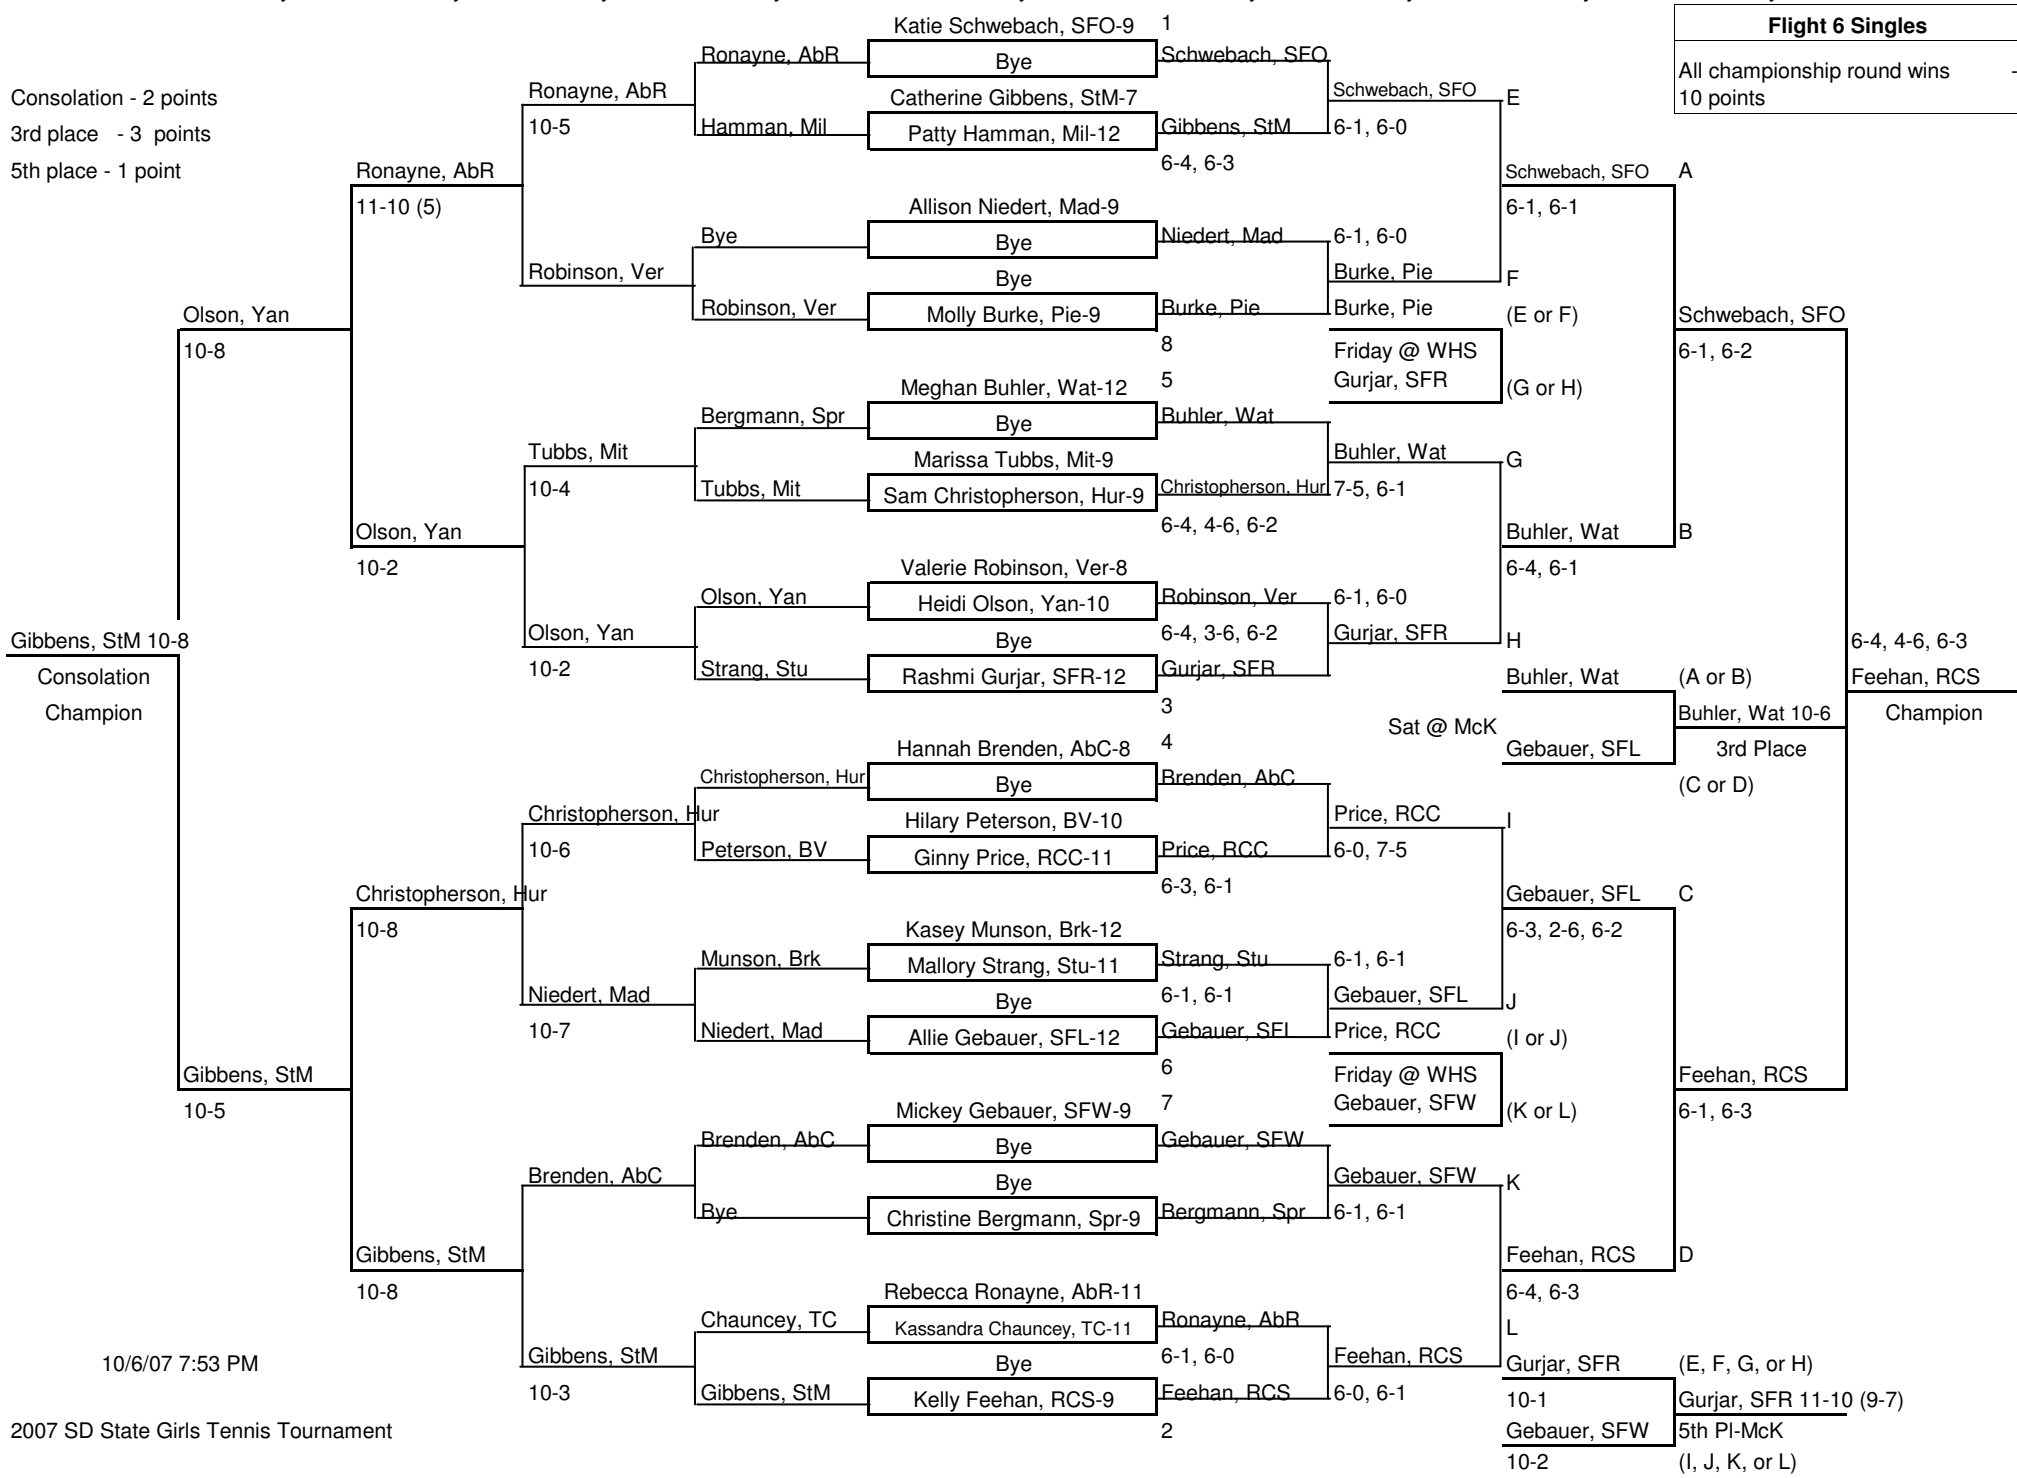 Katie Schwebach, SFO-9 1
Flight 6 Singles
Ronayne, AbR Bye Schwebach, SFO
All championship round wins -
10 points
Consolation - 2 points Ronayne, AbR Catherine Gibbens, StM-7 Schwebach, SFO E
10-5 Hamman, Mil Patty Hamman, Mil-12 Gibbens, StM 6-1, 6-0
3rd place - 3 points
6-4, 6-3
5th place - 1 point Ronayne, AbR Schwebach, SFO A
11-10 (5) Allison Niedert, Mad-9 6-1, 6-1
Bye Bye Niedert, Mad 6-1, 6-0
Robinson, Ver Bye Burke, Pie F
Olson, Yan Robinson, Ver Molly Burke, Pie-9 Burke, Pie Burke, Pie (E or F) Schwebach, SFO
10-8 8 Friday @ WHS 6-1, 6-2
Meghan Buhler, Wat-12 5 Gurjar, SFR (G or H)
Bergmann, Spr Bye Buhler, Wat
Tubbs, Mit Marissa Tubbs, Mit-9 Buhler, Wat G
10-4 Tubbs, Mit Sam Christopherson, Hur-9 Christopherson, Hur 7-5, 6-1
Olson, Yan 6-4, 4-6, 6-2 Buhler, Wat B
10-2 Valerie Robinson, Ver-8 6-4, 6-1
Olson, Yan Heidi Olson, Yan-10 Robinson, Ver 6-1, 6-0
Gibbens, StM 10-8 Olson, Yan Bye 6-4, 3-6, 6-2 Gurjar, SFR H 6-4, 4-6, 6-3
Consolation 10-2 Strang, Stu Rashmi Gurjar, SFR-12 Gurjar, SFR Buhler, Wat (A or B) Feehan, RCS
Champion 3 Sat @ McK Buhler, Wat 10-6 Champion
Hannah Brenden, AbC-8 4 Gebauer, SFL 3rd Place
Christopherson, Hur Bye Brenden, AbC (C or D)
Christopherson, Hur Hilary Peterson, BV-10 Price, RCC I
10-6 Peterson, BV Ginny Price, RCC-11 Price, RCC 6-0, 7-5
Christopherson, Hur 6-3, 6-1 Gebauer, SFL C
10-8 Kasey Munson, Brk-12 6-3, 2-6, 6-2
Munson, Brk Mallory Strang, Stu-11 Strang, Stu 6-1, 6-1
Niedert, Mad Bye 6-1, 6-1 Gebauer, SFL J
10-7 Niedert, Mad Allie Gebauer, SFL-12 Gebauer, SFL Price, RCC (I or J)
Gibbens, StM 6 Friday @ WHS Feehan, RCS
10-5 Mickey Gebauer, SFW-9 7 Gebauer, SFW (K or L) 6-1, 6-3
Brenden, AbC Bye Gebauer, SFW
Brenden, AbC Bye Gebauer, SFW K
Bye Christine Bergmann, Spr-9 Bergmann, Spr 6-1, 6-1
Gibbens, StM Feehan, RCS D
10-8 Rebecca Ronayne, AbR-11 6-4, 6-3
Chauncey, TC Kassandra Chauncey, TC-11 Ronayne, AbR L
10/6/07 7:53 PM Gibbens, StM Bye 6-1, 6-0 Feehan, RCS Gurjar, SFR (E, F, G, or H)
10-3 Gibbens, StM Kelly Feehan, RCS-9 Feehan, RCS 6-0, 6-1 10-1 Gurjar, SFR 11-10 (9-7)
2007 SD State Girls Tennis Tournament 2 Gebauer, SFW 5th Pl-McK
10-2 (I, J, K, or L)